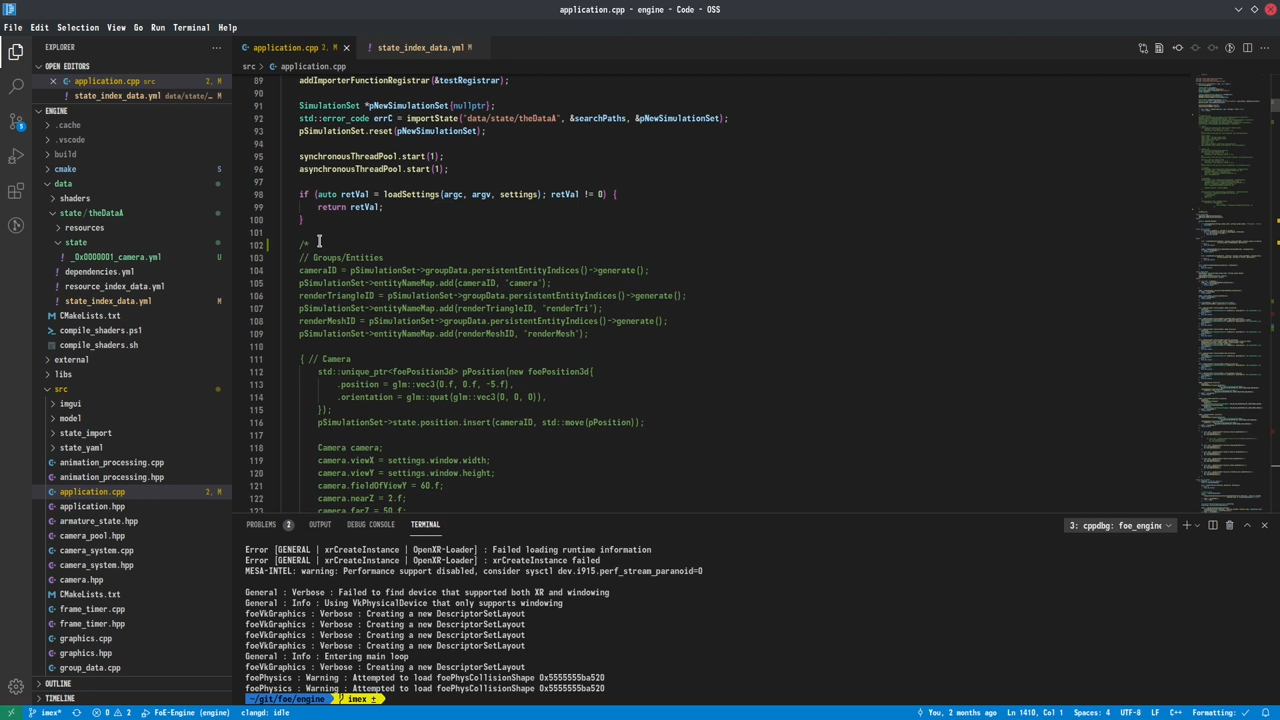 application.cpp - engine - Code - OSS
File Edit Selection View Go Run Terminal Help
EXPLORER
OPEN EDITORS
application.cpp src 2, M
state_index_data.yml data/state/... M
ENGINE
.cache
.vscode
build
cmake 5
data
shaders
state / theDataA
resources
state
_0x0000001_camera.yml U
dependencies.yml
resource_index_data.yml
state_index_data.yml M
CMakeLists.txt
compile_shaders.ps1
compile_shaders.sh
external
libs
src
imgui
model
state_import
state_yaml
animation_processing.cpp
animation_processing.hpp
application.cpp 2, M
application.hpp
armature_state.hpp
camera_pool.hpp
camera_system.cpp
camera_system.hpp
camera.hpp
CMakeLists.txt
frame_timer.cpp
frame_timer.hpp
graphics.cpp
graphics.hpp
group_data.cpp
OUTLINE
TIMELINE
application.cpp 2, M
state_index_data.yml M
src > application.cpp
89 addImporterFunctionRegistrar(&testRegistrar);
90
91 SimulationSet *pNewSimulationSet{nullptr};
92 std::error_code errC = importState("data/state/theDataA", &searchPaths, &pNewSimulationSet);
93 pSimulationSet.reset(pNewSimulationSet);
94
95 synchronousThreadPool.start(1);
96 asynchronousThreadPool.start(1);
97
98 if (auto retVal = loadSettings(argc, argv, settings); retVal != 0) {
99 return retVal;
100 }
101
102 /*
103 // Groups/Entities
104 cameraID = pSimulationSet->groupData.persistentEntityIndices()->generate();
105 pSimulationSet->entityNameMap.add(cameraID, "camera");
106 renderTriangleID = pSimulationSet->groupData.persistentEntityIndices()->generate();
107 pSimulationSet->entityNameMap.add(renderTriangleID, "renderTri");
108 renderMeshID = pSimulationSet->groupData.persistentEntityIndices()->generate();
109 pSimulationSet->entityNameMap.add(renderMeshID, "renderMesh");
110
111 { // Camera
112 std::unique_ptr<foePosition3d> pPosition(new foePosition3d{
113 .position = glm::vec3(0.f, 0.f, -5.f),
114 .orientation = glm::quat(glm::vec3(0, 0, 0)),
115 });
116 pSimulationSet->state.position.insert(cameraID, std::move(pPosition));
117
118 Camera camera;
119 camera.viewX = settings.window.width;
120 camera.viewY = settings.window.height;
121 camera.fieldOfViewY = 60.f;
122 camera.nearZ = 2.f;
123 camera.farZ = 50.f;
PROBLEMS 2 OUTPUT DEBUG CONSOLE TERMINAL
3: cppdbg: foe_engine
Error [GENERAL | xrCreateInstance | OpenXR-Loader] : Failed loading runtime information
Error [GENERAL | xrCreateInstance | OpenXR-Loader] : xrCreateInstance failed
MESA-INTEL: warning: Performance support disabled, consider sysctl dev.i915.perf_stream_paranoid=0
General : Verbose : Failed to find device that supported both XR and windowing
General : Info : Using VkPhysicalDevice that only supports windowing
foeVkGraphics : Verbose : Creating a new DescriptorSetLayout
foeVkGraphics : Verbose : Creating a new DescriptorSetLayout
foeVkGraphics : Verbose : Creating a new DescriptorSetLayout
foeVkGraphics : Verbose : Creating a new DescriptorSetLayout
General : Info : Entering main loop
foeVkGraphics : Verbose : Creating a new DescriptorSetLayout
foePhysics : Warning : Attempted to load foePhysCollisionShape 0x5555555ba520
foePhysics : Warning : Attempted to load foePhysCollisionShape 0x5555555ba520
~/git/foe/engine imex ±
imex* 0 2 FoE-Engine (engine) clangd: idle You, 2 months ago Ln 1410, Col 1 Spaces: 4 UTF-8 LF C++ Formatting: ✓